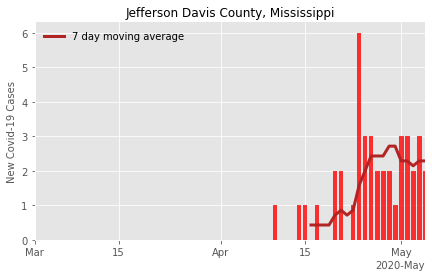 Jefferson Davis County, Mississippi
7 day moving average
New Covid-19 Cases
6
5
4
3
2
1
0
Mar
15
Apr
15
May
2020-May